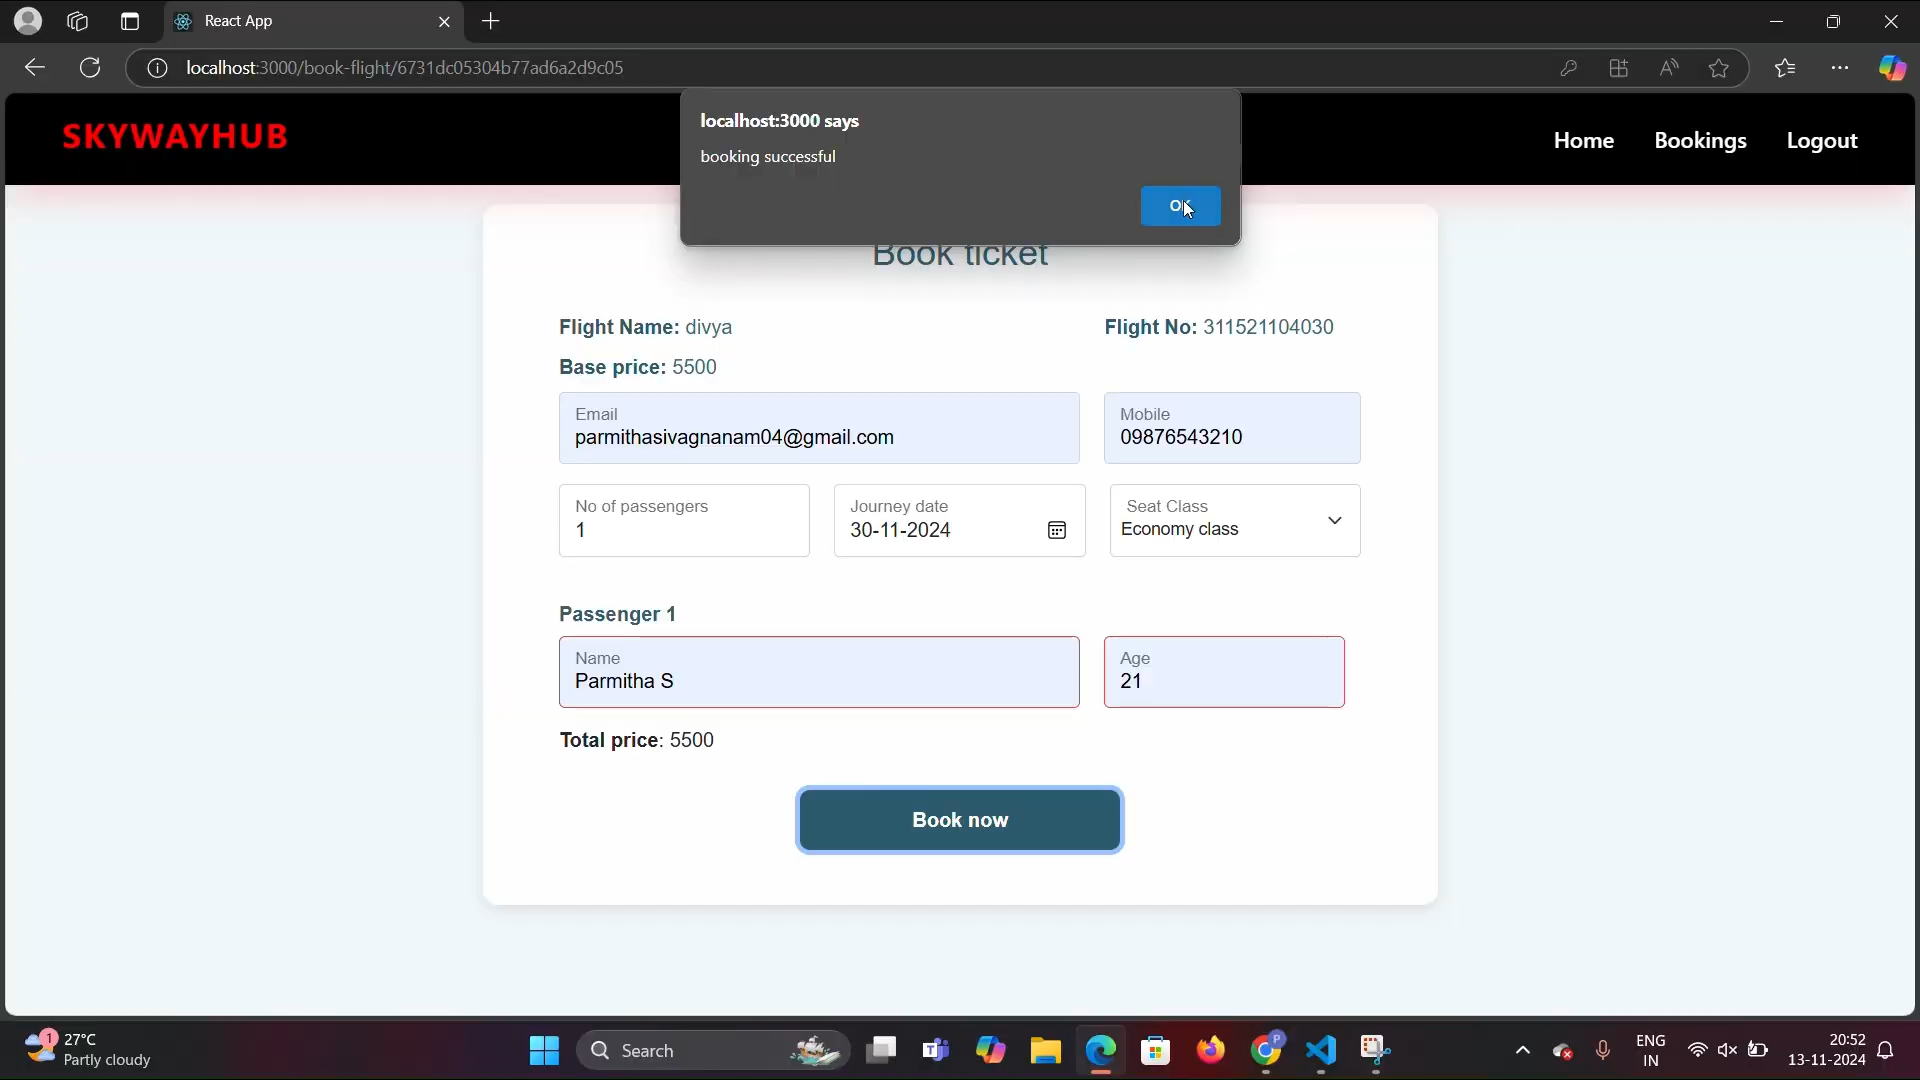 React App
localhost:3000/book-flight/6731dc05304b77ad6a2d9c05
SKYWAYHUB
Home Bookings Logout
localhost:3000 says
booking successful
OK
Book ticket
Flight Name: divya
Flight No: 311521104030
Base price: 5500
Email
parmithasivagnanam04@gmail.com
Mobile
09876543210
No of passengers
1
Journey date
30-11-2024
Seat Class
Economy class
Passenger 1
Name
Parmitha S
Age
21
Total price: 5500
Book now
1
27°C
Partly cloudy
Search
P
ENG
IN
20:52
13-11-2024